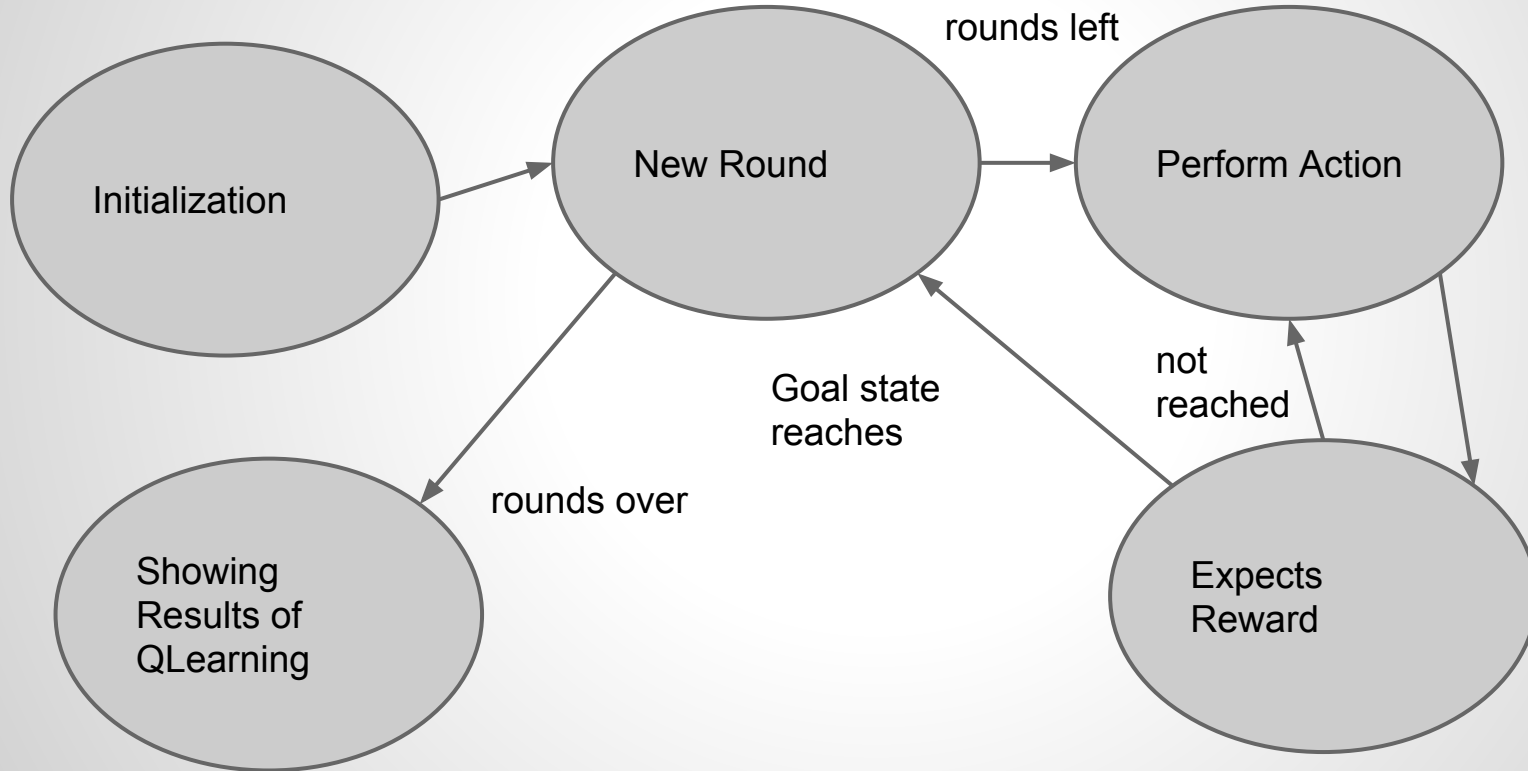 rounds left
Initialization
New Round
Perform Action
Goal state
reaches
not
reached
rounds over
Showing
Results of
QLearning
Expects
Reward